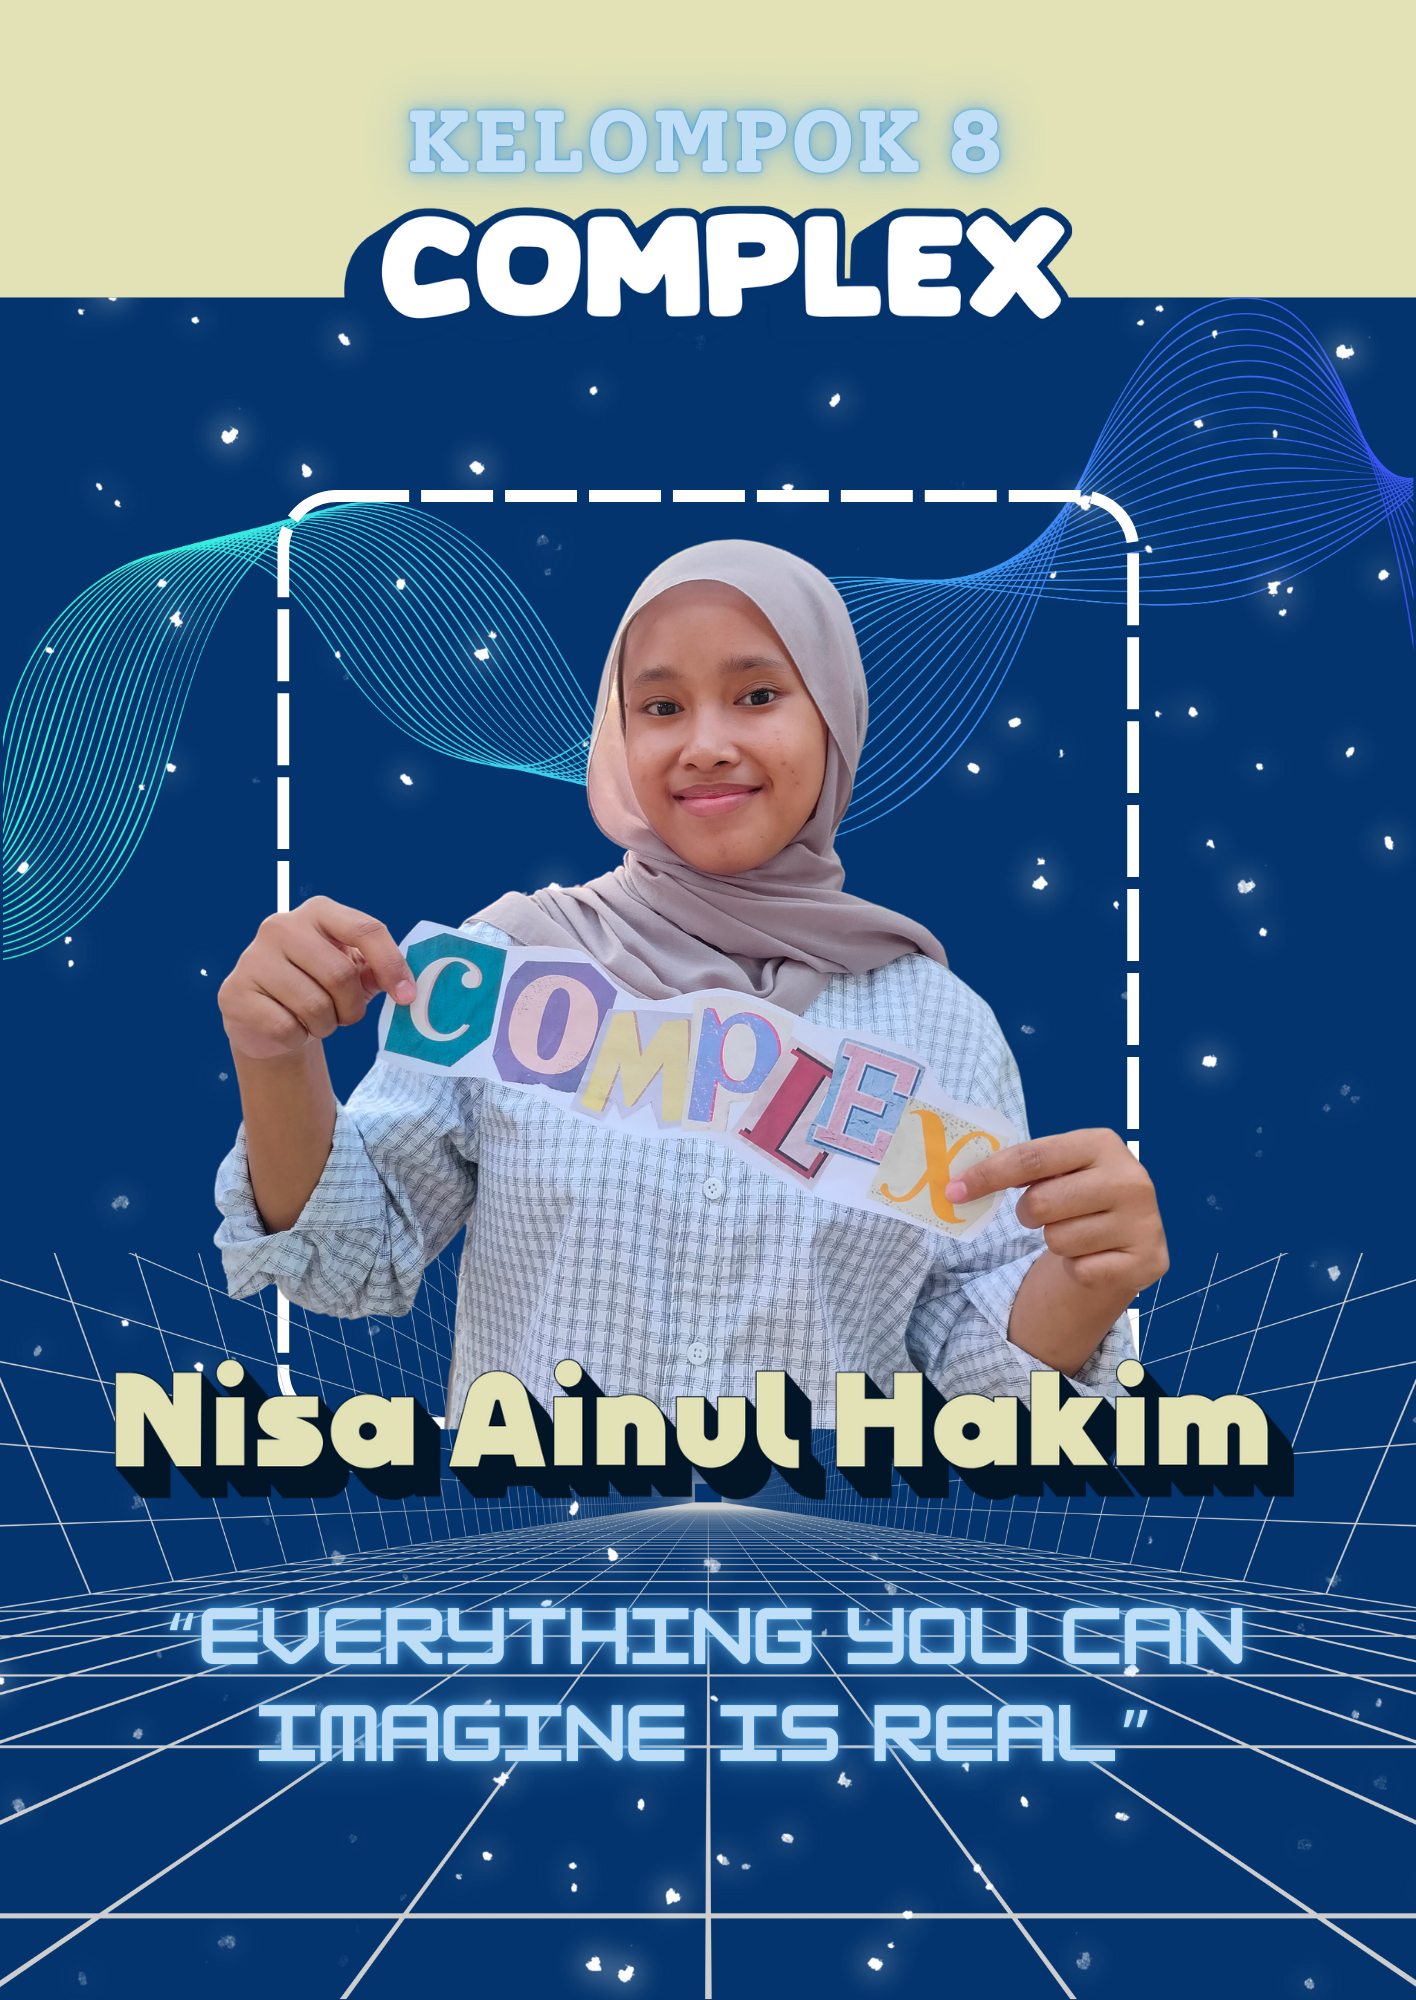 KELOMPOK 8
COMPLEX
COMPLEX
Nisa Ainul Hakim
“EVERYTHING YOU CAN
IMAGINE IS REAL”